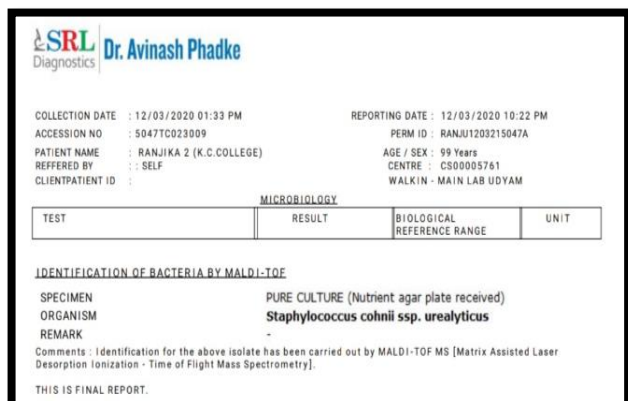 SRL Dr. Avinash Phadke
Diagnostics
COLLECTION DATE : 12/03/2020 01:33 PM REPORTING DATE : 12/03/2020 10:22 PM
ACCESSION NO : 5047TC023009 PERM ID : RANJU1203215047A
PATIENT NAME : RANJIKA 2 (K.C.COLLEGE) AGE / SEX : 99 Years
REFFERED BY : : SELF CENTRE : CS00005761
CLIENTPATIENT ID : WALKIN - MAIN LAB UDYAM
MICROBIOLOGY
TEST RESULT BIOLOGICAL REFERENCE RANGE UNIT
IDENTIFICATION OF BACTERIA BY MALDI-TOF
SPECIMEN PURE CULTURE (Nutrient agar plate received)
ORGANISM Staphylococcus cohnii ssp. urealyticus
REMARK -
Comments : Identification for the above isolate has been carried out by MALDI-TOF MS [Matrix Assisted Laser
Desorption Ionization - Time of Flight Mass Spectrometry].
THIS IS FINAL REPORT.